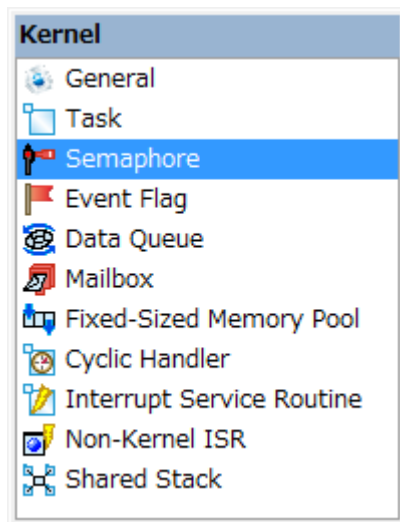 Kernel
General
Task
Semaphore
Event Flag
Data Queue
Mailbox
Fixed-Sized Memory Pool
Cyclic Handler
Interrupt Service Routine
Non-Kernel ISR
Shared Stack